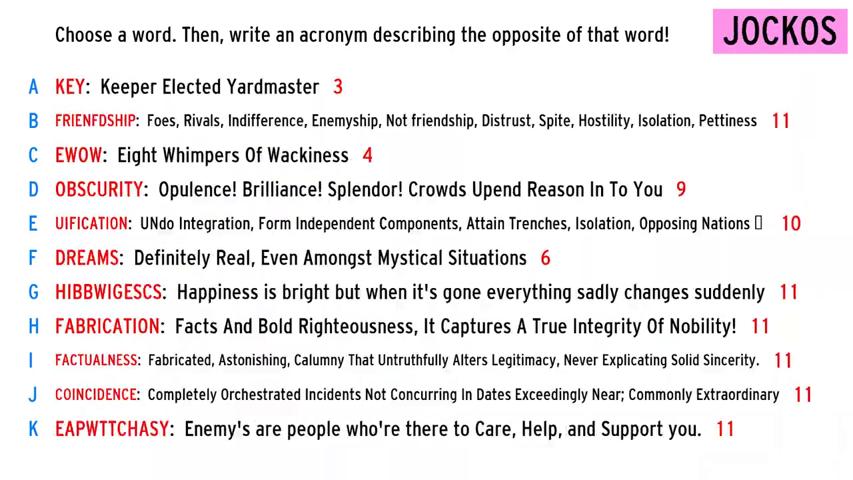 Choose a word. Then, write an acronym describing the opposite of that word!
JOCKOS
A KEY: Keeper Elected Yardmaster 3
B FRIENFDSHIP: Foes, Rivals, Indifference, Enemyship, Not friendship, Distrust, Spite, Hostility, Isolation, Pettiness 11
C EWOW: Eight Whimpers Of Wackiness 4
D OBSCURITY: Opulence! Brilliance! Splendor! Crowds Upend Reason In To You 9
E UIFICATION: UNdo Integration, Form Independent Components, Attain Trenches, Isolation, Opposing Nations ▯ 10
F DREAMS: Definitely Real, Even Amongst Mystical Situations 6
G HIBBWIGESCS: Happiness is bright but when it's gone everything sadly changes suddenly 11
H FABRICATION: Facts And Bold Righteousness, It Captures A True Integrity Of Nobility! 11
I FACTUALNESS: Fabricated, Astonishing, Calumny That Untruthfully Alters Legitimacy, Never Explicating Solid Sincerity. 11
J COINCIDENCE: Completely Orchestrated Incidents Not Concurring In Dates Exceedingly Near; Commonly Extraordinary 11
K EAPWTTCHASY: Enemy's are people who're there to Care, Help, and Support you. 11